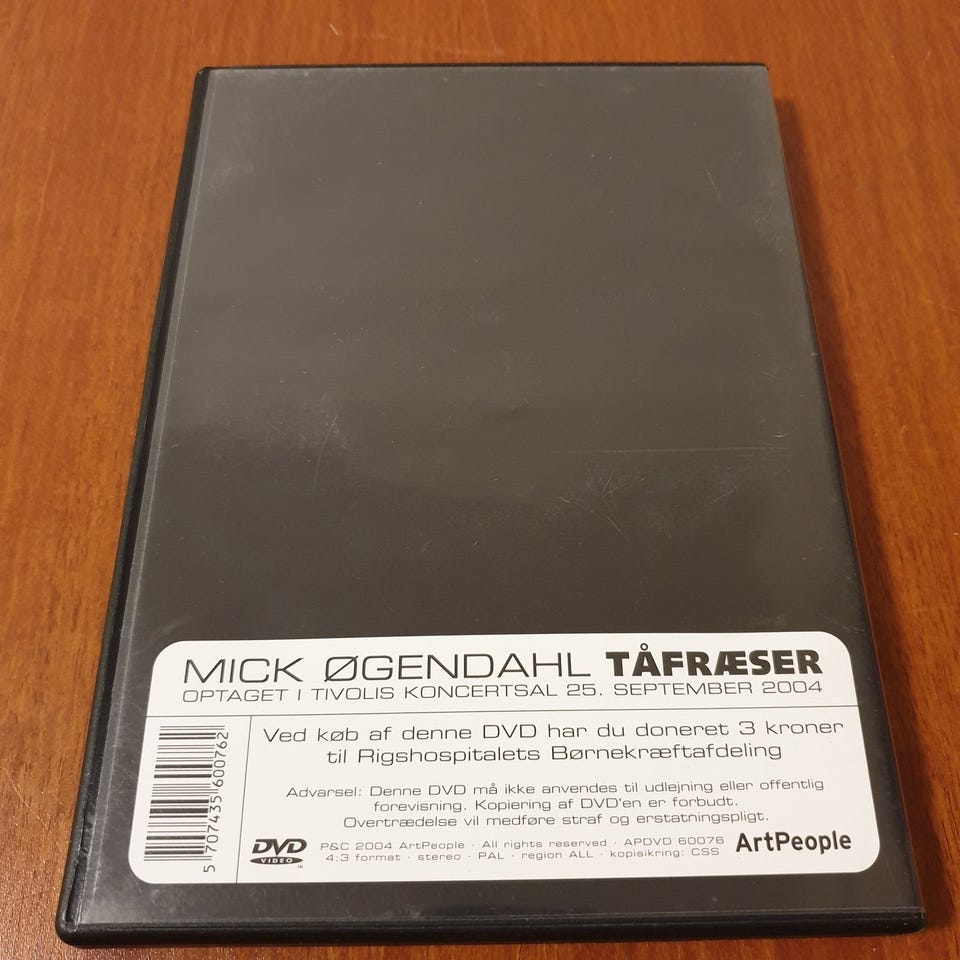 MICK ØGENDAHL TÅFRÆSER
OPTAGET I TIVOLIS KONCERTSAL 25. SEPTEMBER 2004
Ved køb af denne DVD har du doneret 3 kroner
til Rigshospitalets Børnekræftafdeling
Advarsel: Denne DVD må ikke anvendes til udlejning eller offentlig
forevisning. Kopiering af DVD'en er forbudt.
Overtrædelse vil medføre straf og erstatningspligt.
P&C 2004 ArtPeople · All rights reserved · APDVD 60076
4:3 format · stereo · PAL · region ALL · kopisikring: CSS
DVD
VIDEO
TM
ArtPeople
5 707435 600762